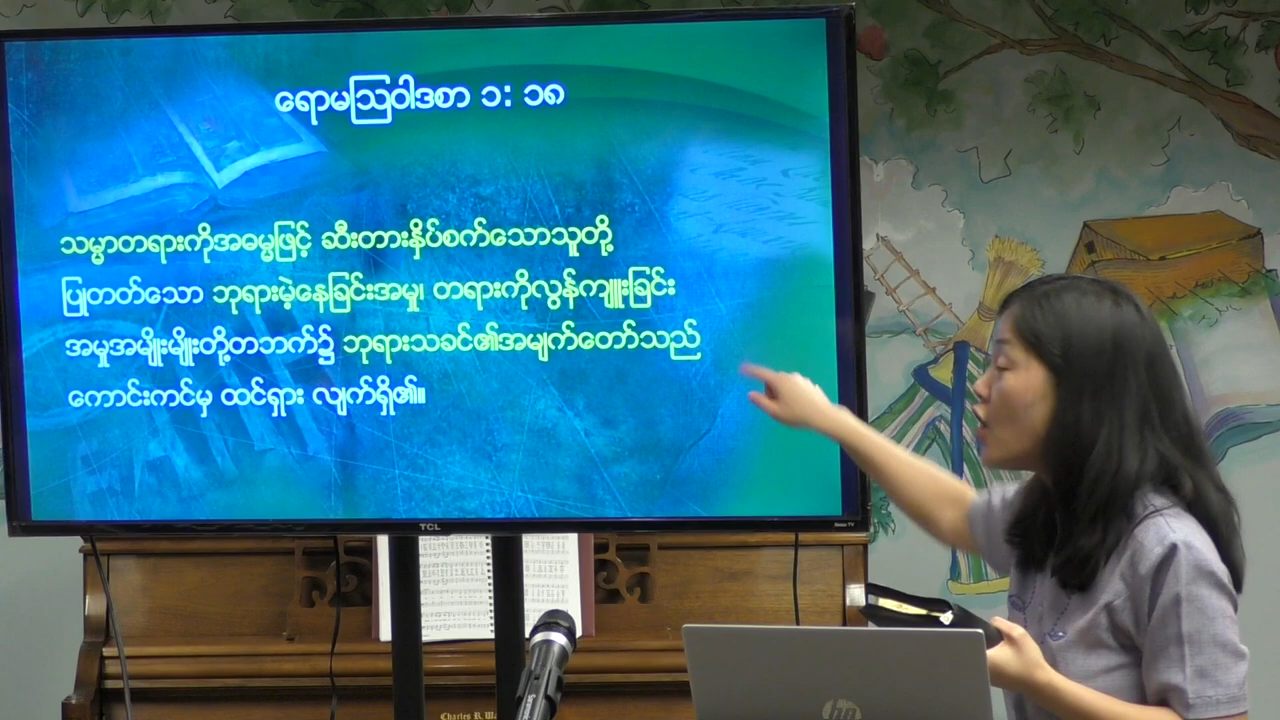 ရောမသြဝါဒစာ ၁: ၁၈
သမ္မာတရားကိုအဓမ္မဖြင့် ဆီးတားနှိပ်စက်သောသူတို့
ပြုတတ်သော ဘုရားမဲ့နေခြင်းအမှု၊ တရားကိုလွန်ကျူးခြင်း
အမှုအမျိုးမျိုးတို့တဘက်၌ ဘုရားသခင်၏အမျက်တော်သည်
ကောင်းကင်မှ ထင်ရှား လျက်ရှိ၏။
TCL
Roku TV
hp
Charles R. W